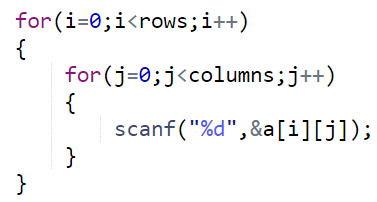 for(i=0;i<rows;i++)
{
    for(j=0;j<columns;j++)
    {
        scanf("%d",&a[i][j]);
    }
}